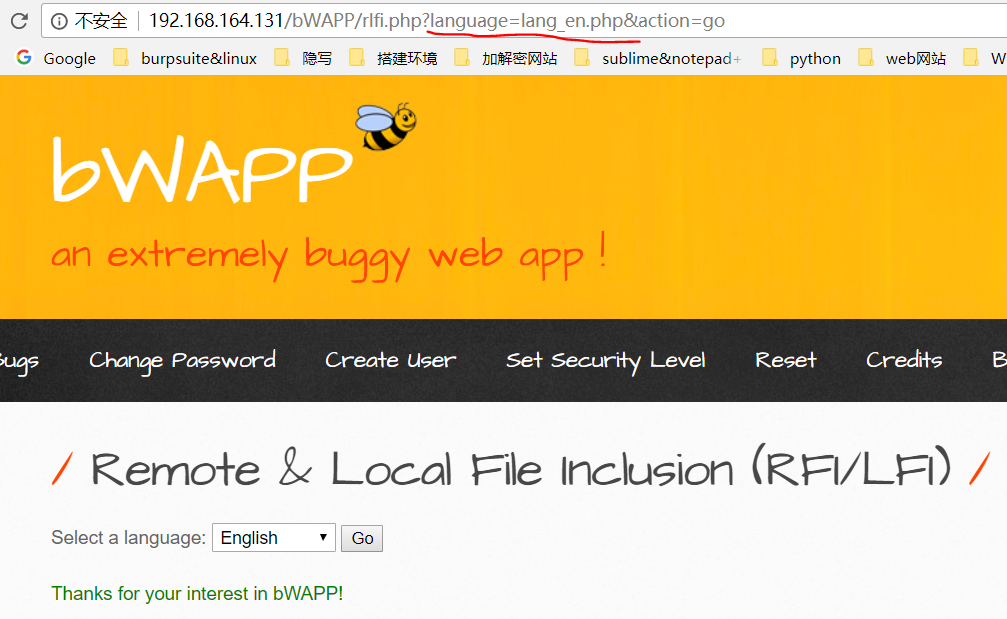 不安全 192.168.164.131/bWAPP/rlfi.php?language=lang_en.php&action=go
Google burpsuite&linux 隐写 搭建环境 加解密网站 sublime&notepad+ python web网站 W
bWAPP
an extremely buggy web app !
Bugs Change Password Create User Set Security Level Reset Credits B
/ Remote & Local File Inclusion (RFI/LFI) /
Select a language: English Go
Thanks for your interest in bWAPP!